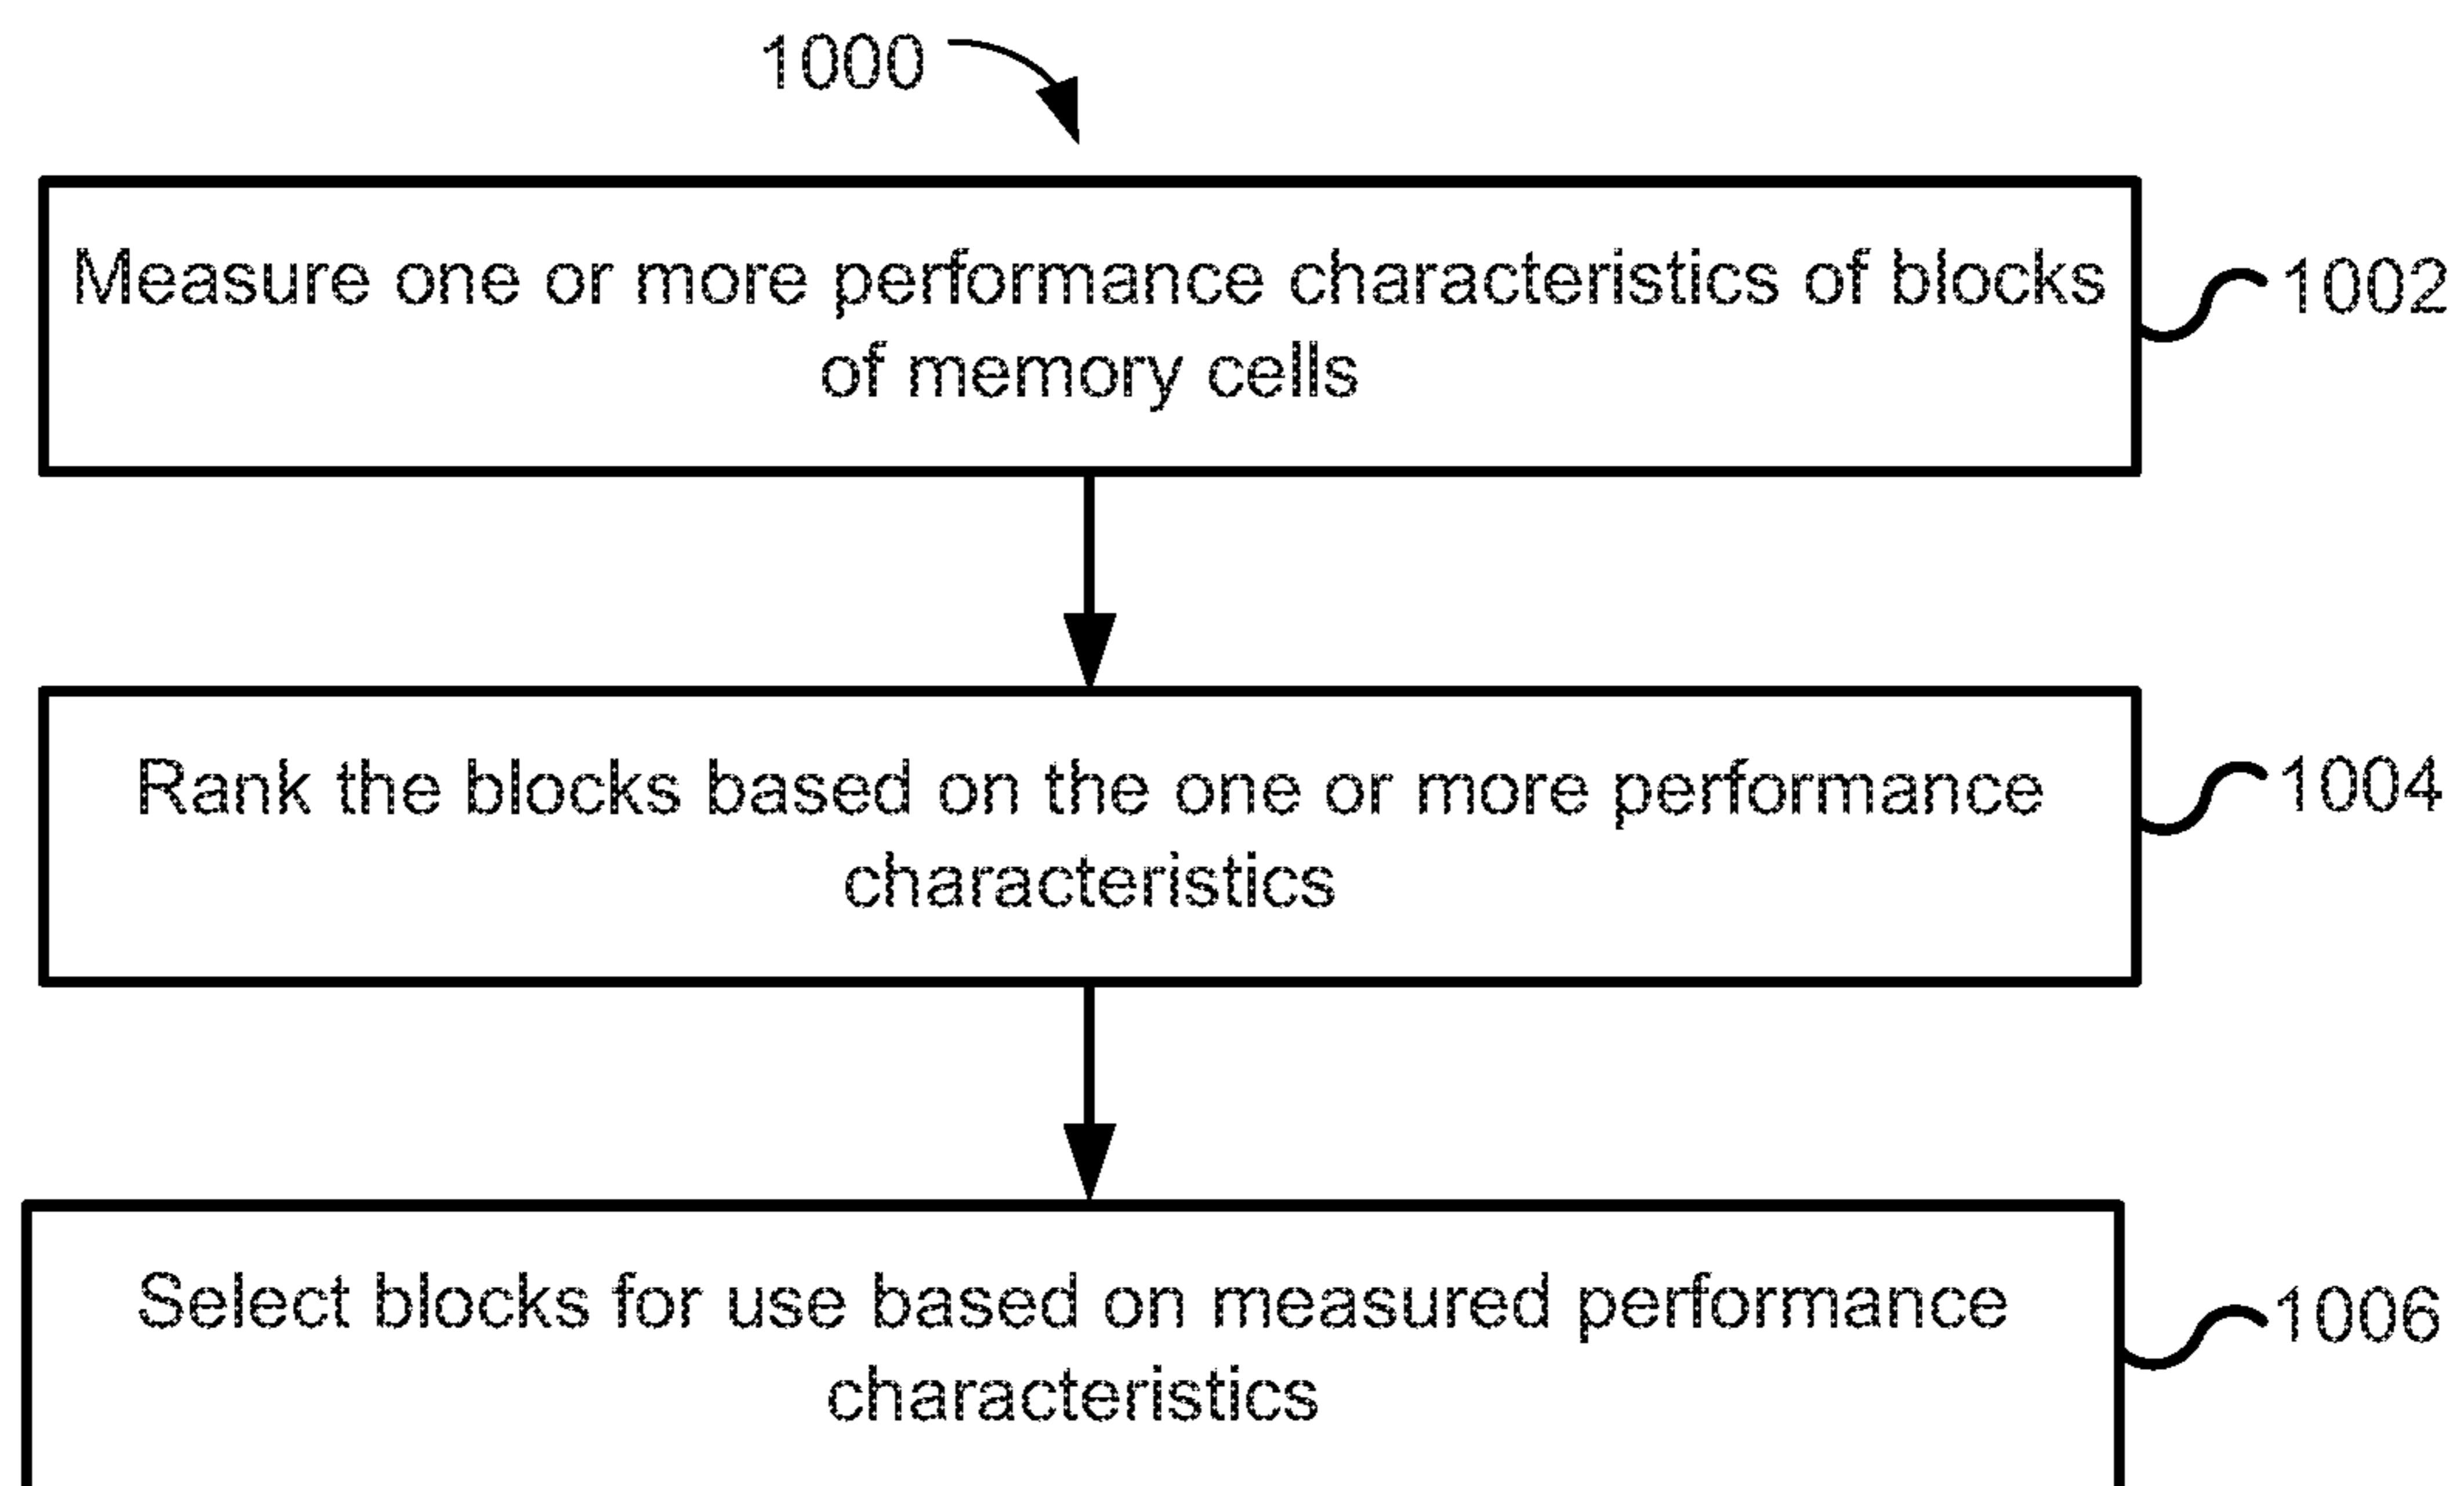 1000
Measure one or more performance characteristics of blocks
of memory cells
1002
Rank the blocks based on the one or more performance
characteristics
1004
Select blocks for use based on measured performance
characteristics
1006